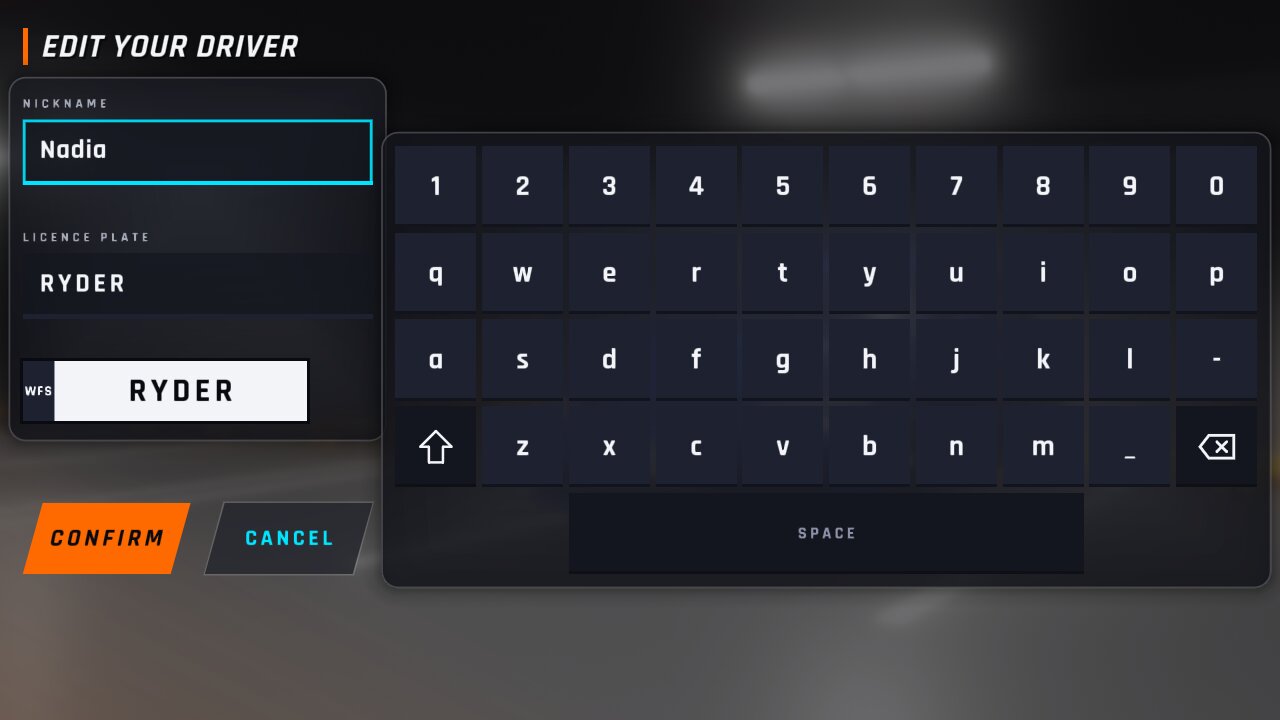 EDIT YOUR DRIVER
NICKNAME
Nadia
LICENCE PLATE
RYDER
WFS RYDER
CONFIRM CANCEL
1 2 3 4 5 6 7 8 9 0
q w e r t y u i o p
a s d f g h j k l -
z x c v b n m _
SPACE